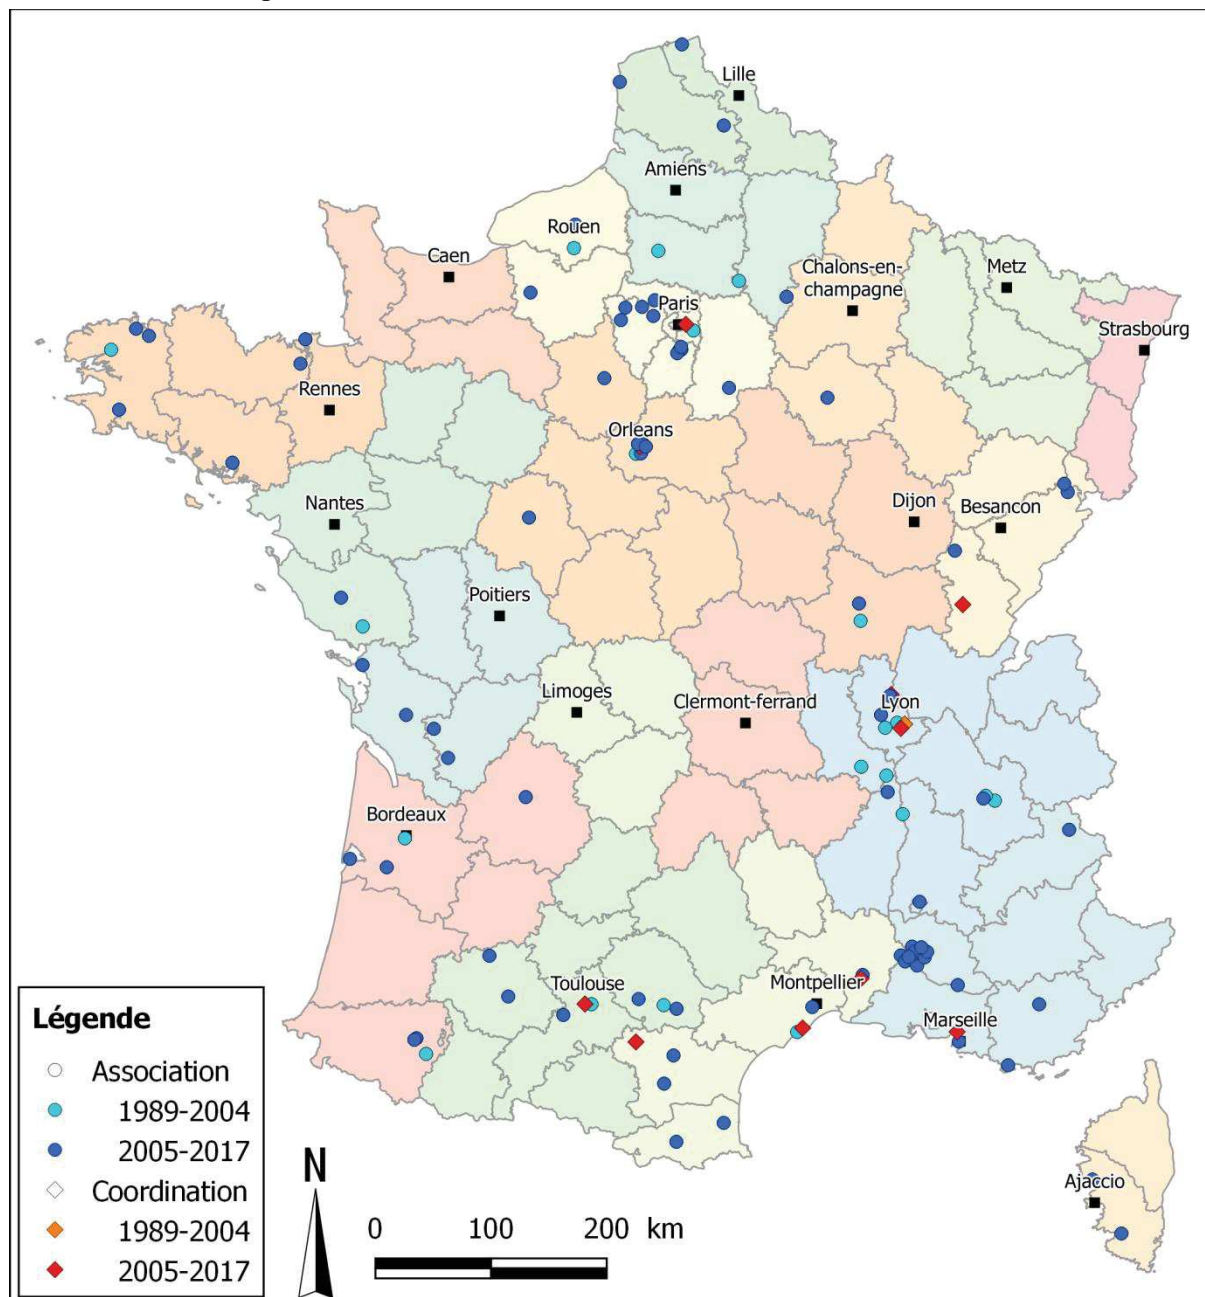 Lille
Amiens
Rouen
Caen
Chalons-en-
champagne
Metz
Paris
Strasbourg
Rennes
Orleans
Nantes
Dijon
Besancon
Poitiers
Limoges
Clermont-ferrand
Lyon
Bordeaux
Toulouse
Montpellier
Marseille
Ajaccio
Légende
Association
1989-2004
2005-2017
Coordination
1989-2004
2005-2017
N
0 100 200 km